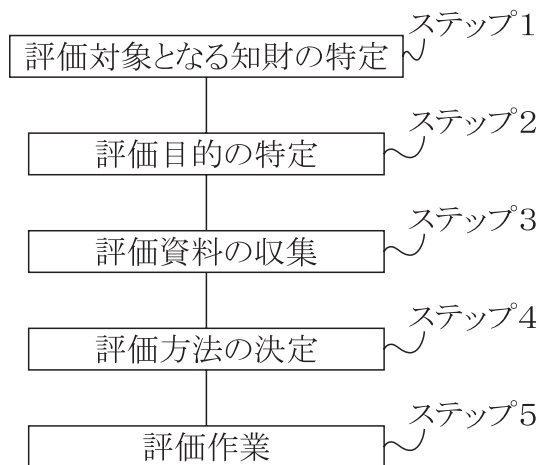 ステップ1
評価対象となる知財の特定
ステップ2
評価目的の特定
ステップ3
評価資料の収集
ステップ4
評価方法の決定
ステップ5
評価作業